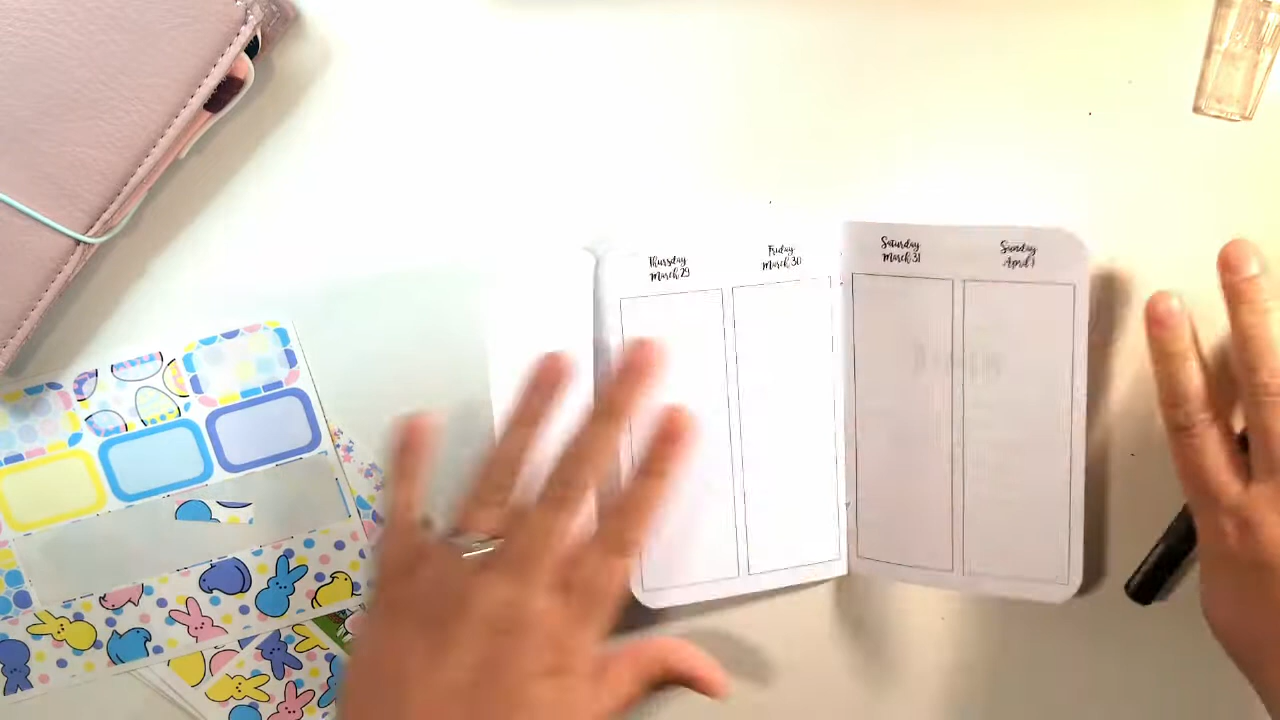 Thursday
March 29
Friday
March 30
Saturday
March 31
Sunday
April 1